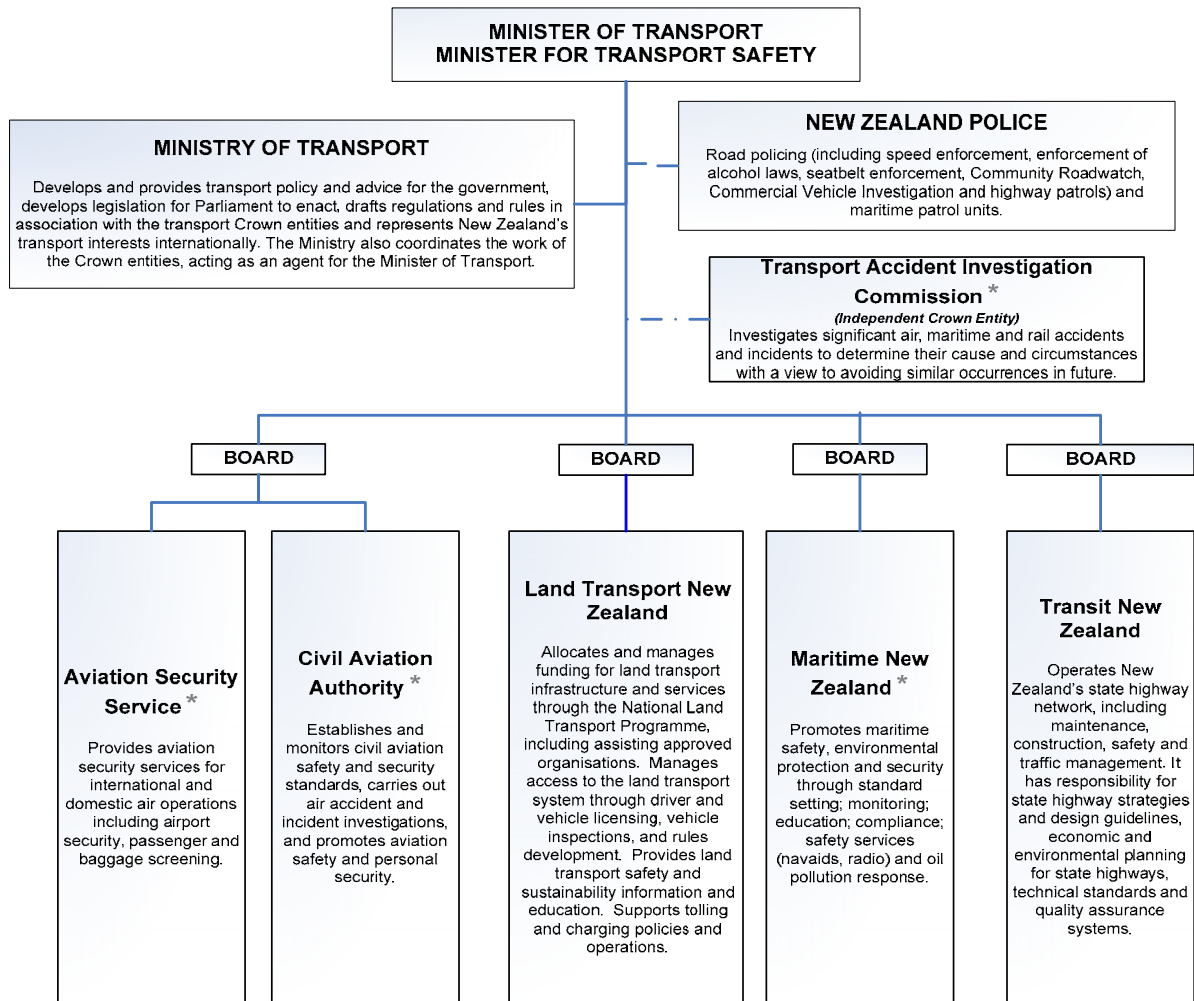 MINISTER OF TRANSPORT
MINISTER FOR TRANSPORT SAFETY
MINISTRY OF TRANSPORT
Develops and provides transport policy and advice for the government,
develops legislation for Parliament to enact, drafts regulations and rules in
association with the transport Crown entities and represents New Zealand's
transport interests internationally. The Ministry also coordinates the work of
the Crown entities, acting as an agent for the Minister of Transport.
NEW ZEALAND POLICE
Road policing (including speed enforcement, enforcement of
alcohol laws, seatbelt enforcement, Community Roadwatch,
Commercial Vehicle Investigation and highway patrols) and
maritime patrol units.
Transport Accident Investigation
Commission *
(Independent Crown Entity)
Investigates significant air, maritime and rail accidents
and incidents to determine their cause and circumstances
with a view to avoiding similar occurrences in future.
BOARD
BOARD
BOARD
BOARD
Aviation Security
Service *
Provides aviation
security services for
international and
domestic air operations
including airport
security, passenger and
baggage screening.
Civil Aviation
Authority *
Establishes and
monitors civil aviation
safety and security
standards, carries out
air accident and
incident investigations,
and promotes aviation
safety and personal
security.
Land Transport New
Zealand
Allocates and manages
funding for land transport
infrastructure and services
through the National Land
Transport Programme,
including assisting approved
organisations. Manages
access to the land transport
system through driver and
vehicle licensing, vehicle
inspections, and rules
development. Provides land
transport safety and
sustainability information and
education. Supports tolling
and charging policies and
operations.
Maritime New
Zealand *
Promotes maritime
safety, environmental
protection and security
through standard
setting; monitoring;
education; compliance;
safety services
(navaids, radio) and oil
pollution response.
Transit New
Zealand
Operates New
Zealand's state highway
network, including
maintenance,
construction, safety and
traffic management. It
has responsibility for
state highway strategies
and design guidelines,
economic and
environmental planning
for state highways,
technical standards and
quality assurance
systems.